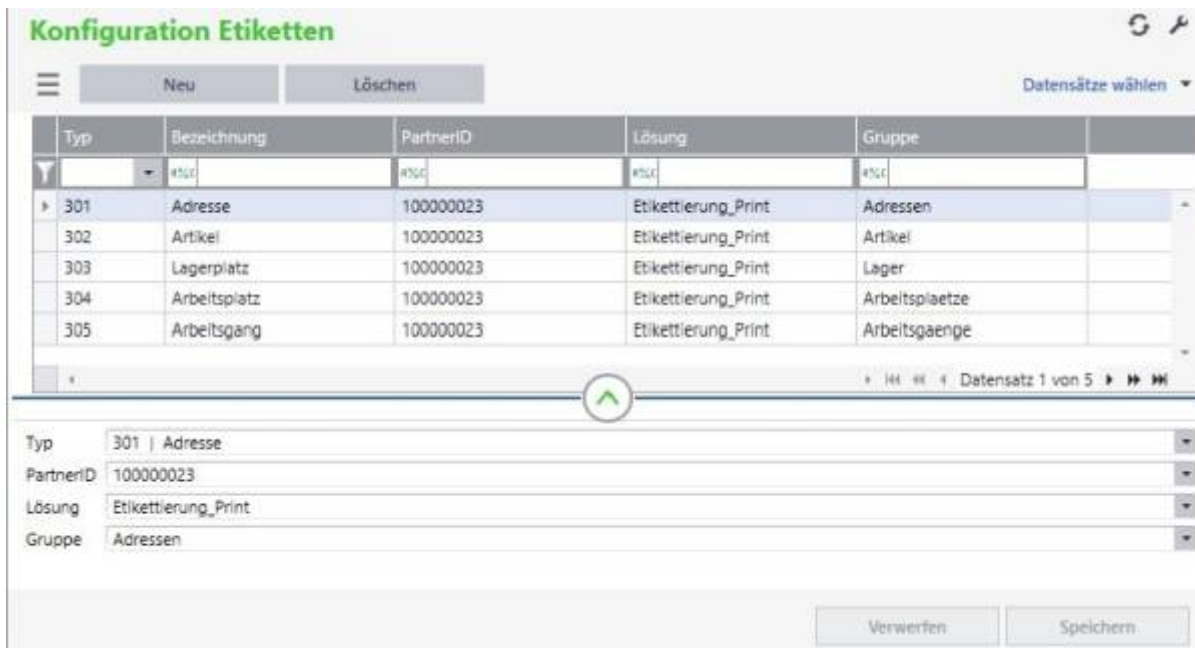 Konfiguration Etiketten
Neu Löschen Datensätze wählen
Typ Bezeichnung PartnerID Lösung Gruppe
301 Adresse 100000023 Etikettierung_Print Adressen
302 Artikel 100000023 Etikettierung_Print Artikel
303 Lagerplatz 100000023 Etikettierung_Print Lager
304 Arbeitsplatz 100000023 Etikettierung_Print Arbeitsplaetze
305 Arbeitsgang 100000023 Etikettierung_Print Arbeitsgaenge
Datensatz 1 von 5
Typ 301 | Adresse
PartnerID 100000023
Lösung Etikettierung_Print
Gruppe Adressen
Verwerfen Speichern